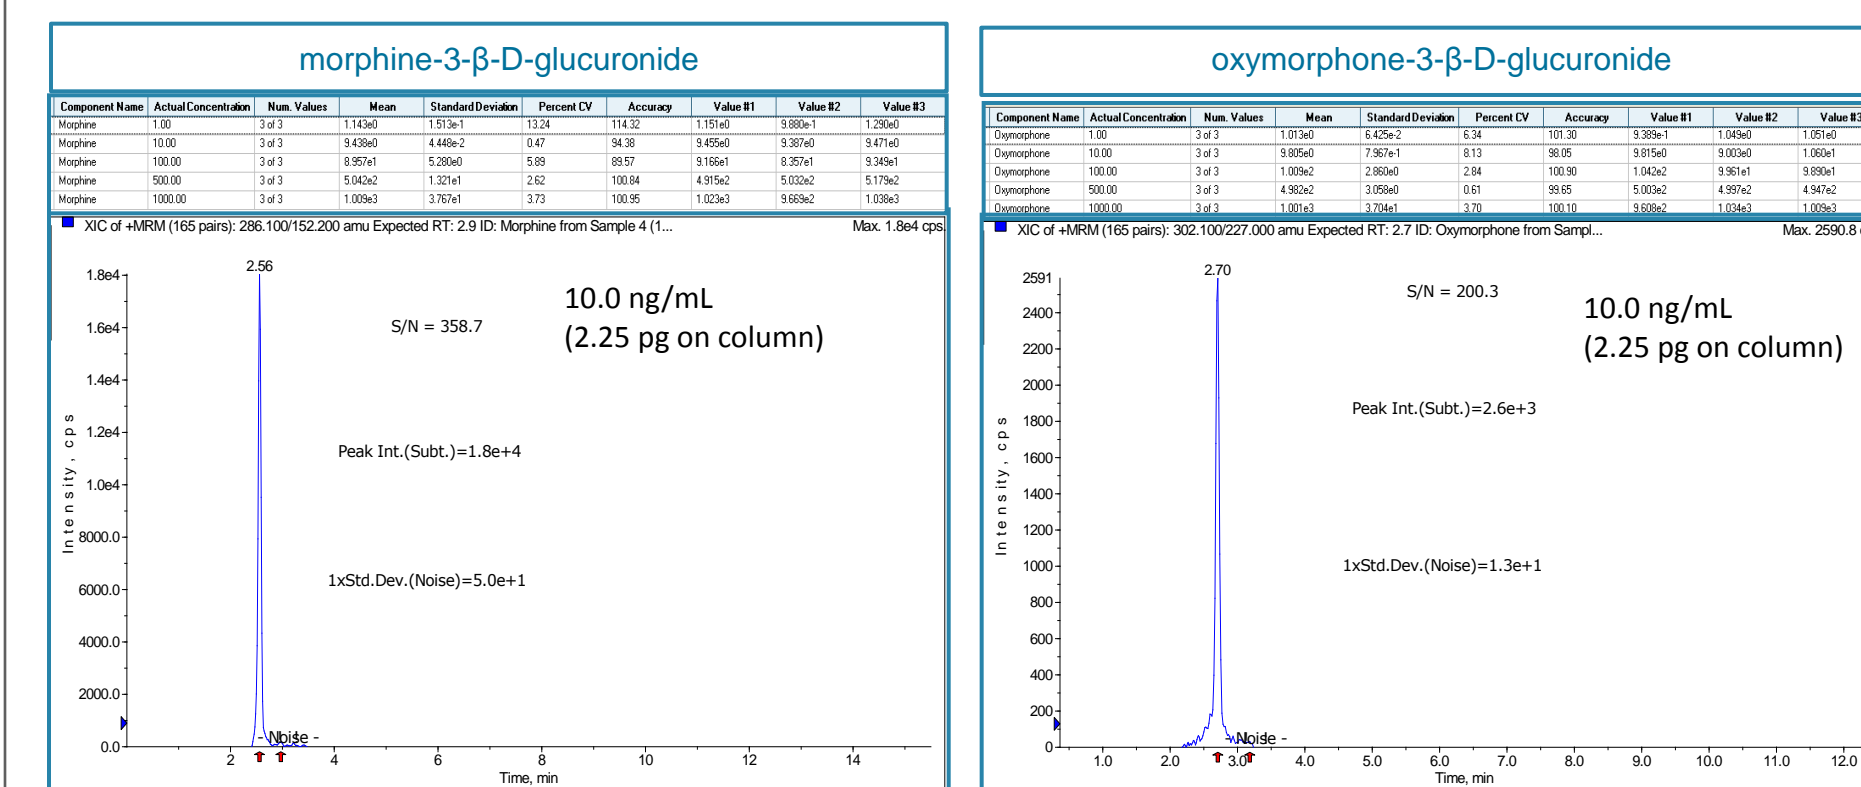 morphine-3-β-D-glucuronide
Component Name Actual Concentration Num. Values Mean Standard Deviation Percent CV Accuracy Value #1 Value #2 Value #3
Morphine 1.00 3 of 3 1.143e0 1.513e-1 13.24 114.32 1.151e0 9.880e-1 1.290e0
Morphine 10.00 3 of 3 9.438e0 4.448e-2 0.47 94.38 9.455e0 9.387e0 9.471e0
Morphine 100.00 3 of 3 8.957e1 5.280e0 5.89 89.57 9.166e1 8.357e1 9.349e1
Morphine 500.00 3 of 3 5.042e2 1.321e1 2.62 100.84 4.915e2 5.032e2 5.179e2
Morphine 1000.00 3 of 3 1.009e3 3.767e1 3.73 100.95 1.023e3 9.669e2 1.038e3
XIC of +MRM (165 pairs): 286.100/152.200 amu Expected RT: 2.9 ID: Morphine from Sample 4 (1... Max. 1.8e4 cps.
2.56
1.8e4
S/N = 358.7
10.0 ng/mL
(2.25 pg on column)
1.6e4
1.4e4
Peak Int.(Subt.)=1.8e+4
1.2e4
1.0e4
Intensity, cps
8000.0
1xStd.Dev.(Noise)=5.0e+1
6000.0
4000.0
2000.0
- Noise -
0.0
2 4 6 8 10 12 14
Time, min
oxymorphone-3-β-D-glucuronide
Component Name Actual Concentration Num. Values Mean Standard Deviation Percent CV Accuracy Value #1 Value #2 Value #3
Oxymorphone 1.00 3 of 3 1.013e0 6.425e-2 6.34 101.30 9.389e-1 1.049e0 1.051e0
Oxymorphone 10.00 3 of 3 9.805e0 7.967e-1 8.13 98.05 9.815e0 9.003e0 1.060e1
Oxymorphone 100.00 3 of 3 1.009e2 2.860e0 2.84 100.90 1.042e2 9.961e1 9.890e1
Oxymorphone 500.00 3 of 3 4.982e2 3.058e0 0.61 99.65 5.003e2 4.997e2 4.947e2
Oxymorphone 1000.00 3 of 3 1.001e3 3.704e1 3.70 100.10 9.608e2 1.034e3 1.009e3
XIC of +MRM (165 pairs): 302.100/227.000 amu Expected RT: 2.7 ID: Oxymorphone from Sampl... Max. 2590.8
2.70
2591
S/N = 200.3
10.0 ng/mL
(2.25 pg on column)
2400
2200
2000
Peak Int.(Subt.)=2.6e+3
1800
1600
1400
Intensity, cps
1200
1xStd.Dev.(Noise)=1.3e+1
1000
800
600
400
200
- Noise -
0
1.0 2.0 3.0 4.0 5.0 6.0 7.0 8.0 9.0 10.0 11.0 12.0
Time, min